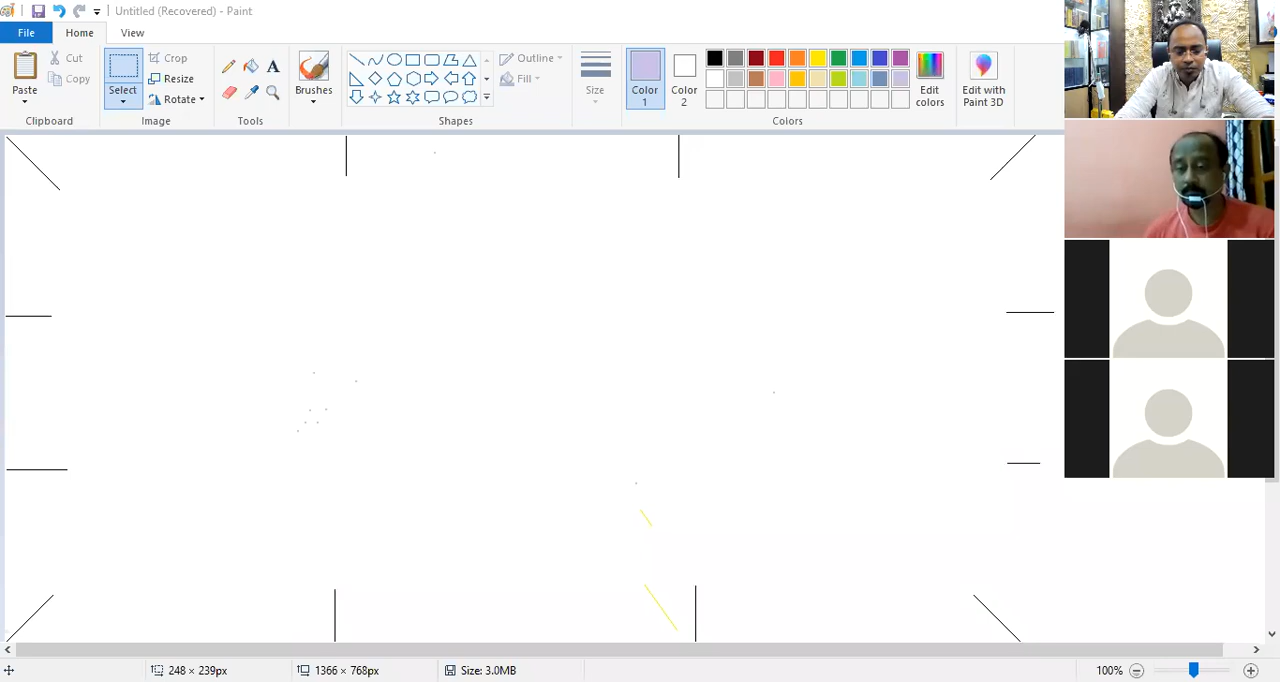 Untitled (Recovered) - Paint
File Home View
Paste
Cut
Copy
Clipboard
Select
Crop
Resize
Rotate
Image
A
Tools
Brushes
Outline
Fill
Shapes
Size
Color 1
Color 2
Edit colors
Edit with Paint 3D
Colors
248 × 239px
1366 × 768px
Size: 3.0MB
100%